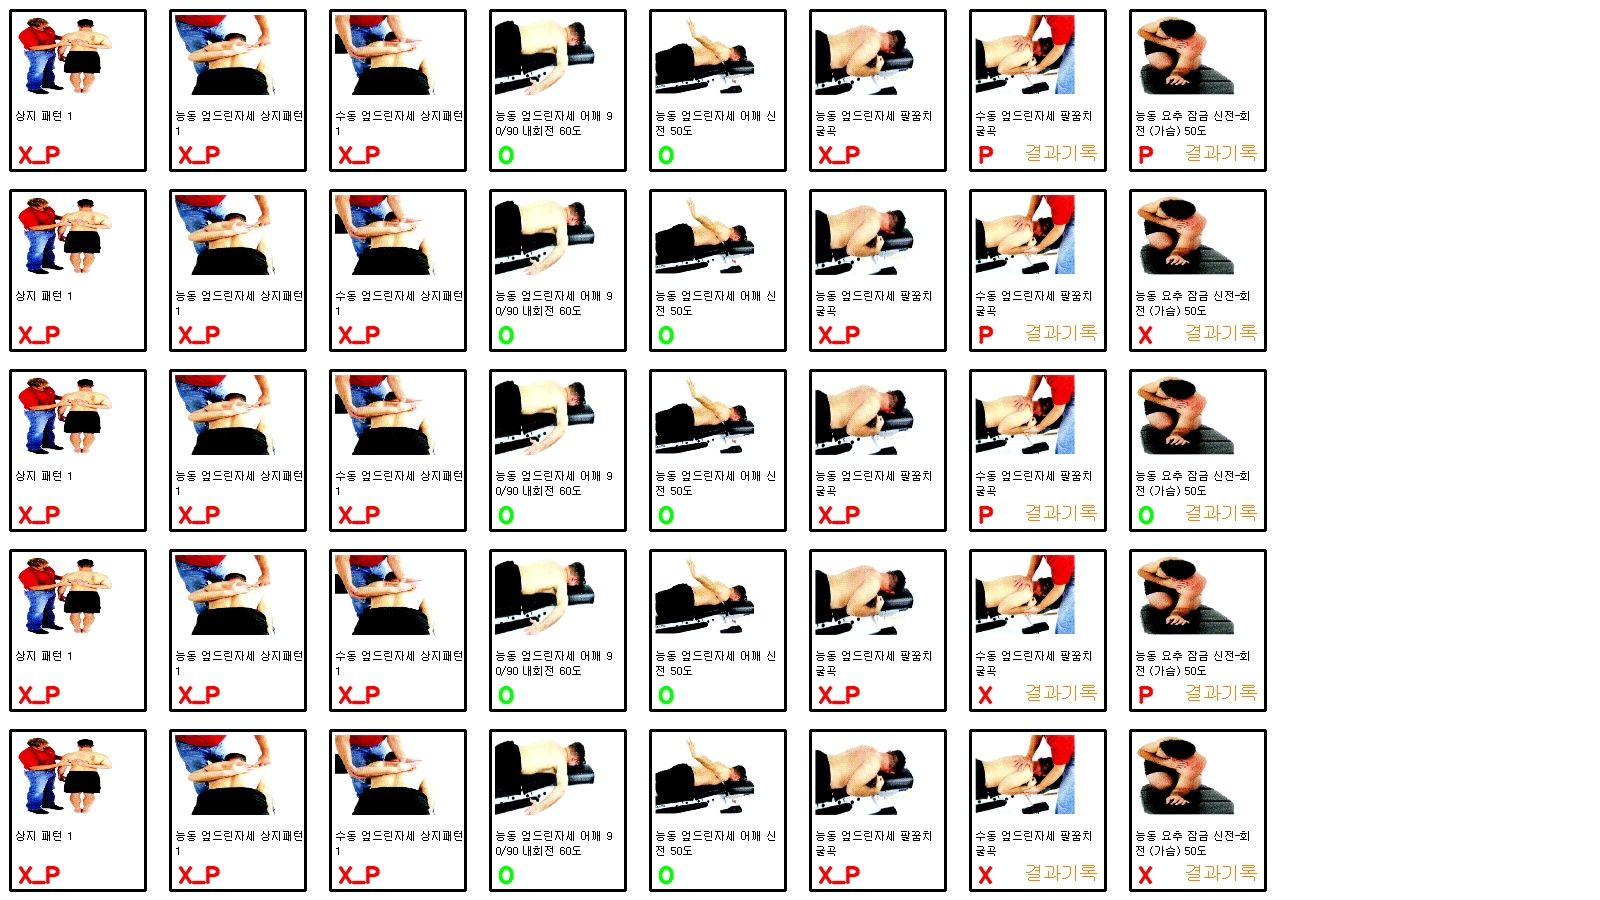 상지 패턴 1
X_P
능동 엎드린자세 상지패턴
1
X_P
수동 엎드린자세 상지패턴
1
X_P
능동 엎드린자세 어깨 9
0/90 내회전 60도
O
능동 엎드린자세 어깨 신
전 50도
O
능동 엎드린자세 팔꿈치
굴곡
X_P
수동 엎드린자세 팔꿈치
굴곡
P 결과기록
능동 요추 잠금 신전-회
전 (가슴) 50도
P 결과기록
상지 패턴 1
X_P
능동 엎드린자세 상지패턴
1
X_P
수동 엎드린자세 상지패턴
1
X_P
능동 엎드린자세 어깨 9
0/90 내회전 60도
O
능동 엎드린자세 어깨 신
전 50도
O
능동 엎드린자세 팔꿈치
굴곡
X_P
수동 엎드린자세 팔꿈치
굴곡
P 결과기록
능동 요추 잠금 신전-회
전 (가슴) 50도
X 결과기록
상지 패턴 1
X_P
능동 엎드린자세 상지패턴
1
X_P
수동 엎드린자세 상지패턴
1
X_P
능동 엎드린자세 어깨 9
0/90 내회전 60도
O
능동 엎드린자세 어깨 신
전 50도
O
능동 엎드린자세 팔꿈치
굴곡
X_P
수동 엎드린자세 팔꿈치
굴곡
P 결과기록
능동 요추 잠금 신전-회
전 (가슴) 50도
O 결과기록
상지 패턴 1
X_P
능동 엎드린자세 상지패턴
1
X_P
수동 엎드린자세 상지패턴
1
X_P
능동 엎드린자세 어깨 9
0/90 내회전 60도
O
능동 엎드린자세 어깨 신
전 50도
O
능동 엎드린자세 팔꿈치
굴곡
X_P
수동 엎드린자세 팔꿈치
굴곡
X 결과기록
능동 요추 잠금 신전-회
전 (가슴) 50도
P 결과기록
상지 패턴 1
X_P
능동 엎드린자세 상지패턴
1
X_P
수동 엎드린자세 상지패턴
1
X_P
능동 엎드린자세 어깨 9
0/90 내회전 60도
O
능동 엎드린자세 어깨 신
전 50도
O
능동 엎드린자세 팔꿈치
굴곡
X_P
수동 엎드린자세 팔꿈치
굴곡
X 결과기록
능동 요추 잠금 신전-회
전 (가슴) 50도
X 결과기록